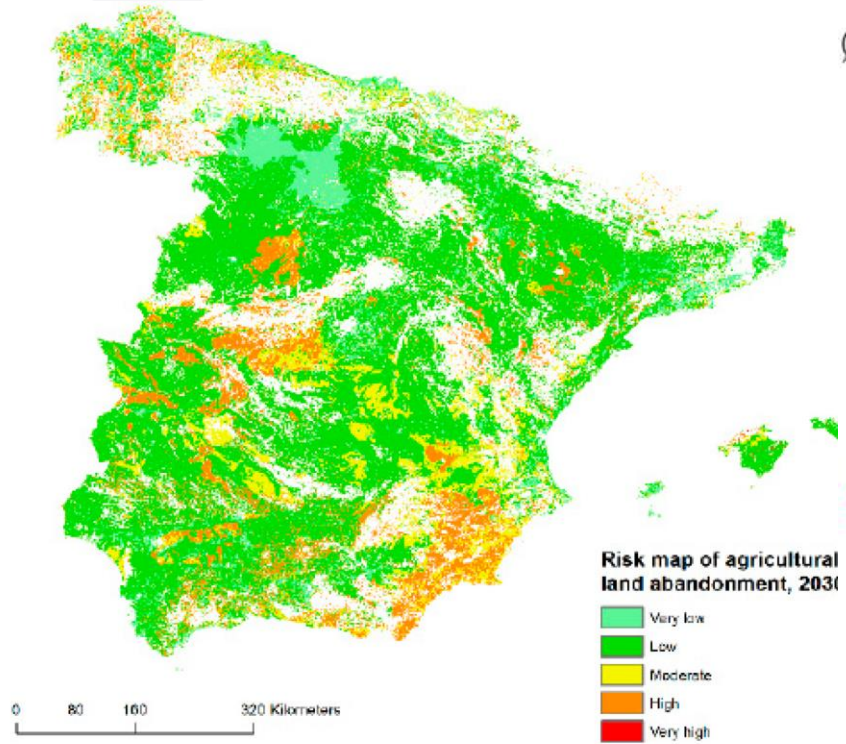 Risk map of agricultural
land abandonment, 203
Very low
Low
Moderate
High
Very high
0 80 160 320 Kilometers